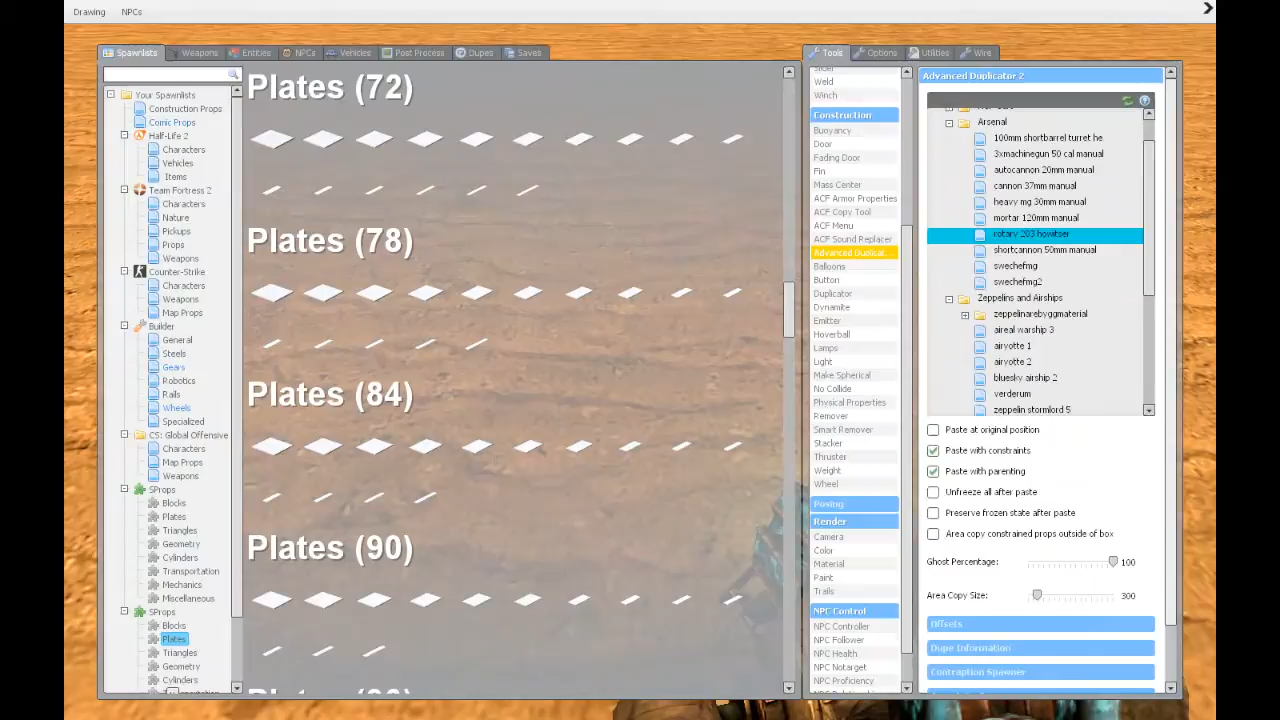 Drawing NPCs
Spawnlists Weapons Entities NPCs Vehicles Post Process Dupes Saves
Your Spawnlists
Construction Props
Comic Props
Half-Life 2
Characters
Vehicles
Items
Team Fortress 2
Characters
Nature
Pickups
Props
Weapons
Counter-Strike
Characters
Weapons
Map Props
Builder
General
Steels
Gears
Robotics
Rails
Wheels
Specialized
CS: Global Offensive
Characters
Map Props
Weapons
SProps
Blocks
Plates
Triangles
Geometry
Cylinders
Transportation
Mechanics
Miscellaneous
SProps
Blocks
Plates
Triangles
Geometry
Cylinders
Plates (72)
Plates (78)
Plates (84)
Plates (90)
Tools Options Utilities Wire
Slider
Weld
Winch
Construction
Buoyancy
Door
Fading Door
Fin
Mass Center
ACF Armor Properties
ACF Copy Tool
ACF Menu
ACF Sound Replacer
Advanced Duplicat
Balloons
Button
Duplicator
Dynamite
Emitter
Hoverball
Lamps
Light
Make Spherical
No Collide
Physical Properties
Remover
Smart Remover
Stacker
Thruster
Weight
Wheel
Posing
Render
Camera
Color
Material
Paint
Trails
NPC Control
NPC Controller
NPC Follower
NPC Health
NPC Notarget
NPC Proficiency
Advanced Duplicator 2
Arsenal
100mm shortbarrel turret he
3xmachinegun 50 cal manual
autocannon 20mm manual
cannon 37mm manual
heavy mg 30mm manual
mortar 120mm manual
rotary 203 howitser
shortcannon 50mm manual
swechefmg
swechefmg2
Zeppelins and Airships
zeppelinarebyggmaterial
aireal warship 3
airyotte 1
airyotte 2
bluesky airship 2
verderum
zeppelin stormlord 5
Paste at original position
Paste with constraints
Paste with parenting
Unfreeze all after paste
Preserve frozen state after paste
Area copy constrained props outside of box
Ghost Percentage: 100
Area Copy Size: 300
Offsets
Dupe Information
Contraption Spawner